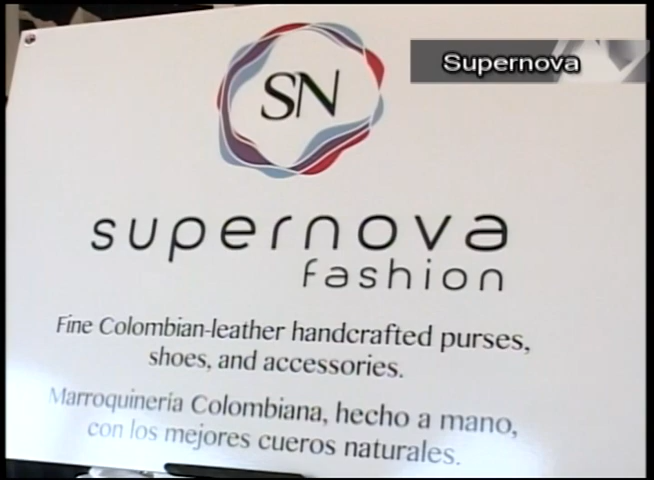 Supernova
SN
supernova
fashion
Fine Colombian-leather handcrafted purses,
shoes, and accessories.
Marroquinería Colombiana, hecho a mano,
con los mejores cueros naturales.